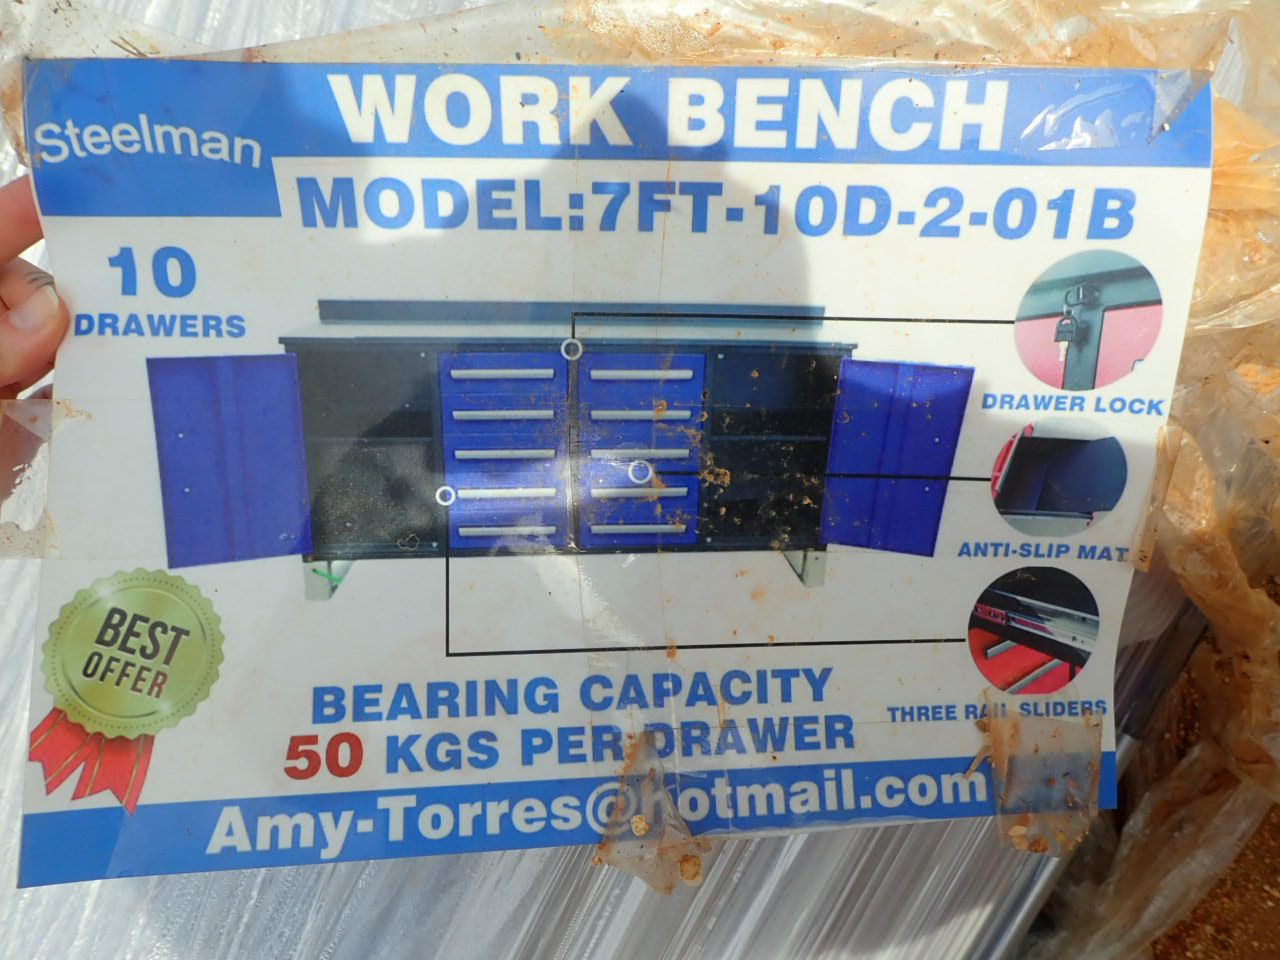 Steelman
WORK BENCH
MODEL:7FT-10D-2-01B
10
DRAWERS
DRAWER LOCK
ANTI-SLIP MAT
THREE RAIL SLIDERS
BEST
OFFER
BEARING CAPACITY
50 KGS PER DRAWER
Amy-Torres@hotmail.com